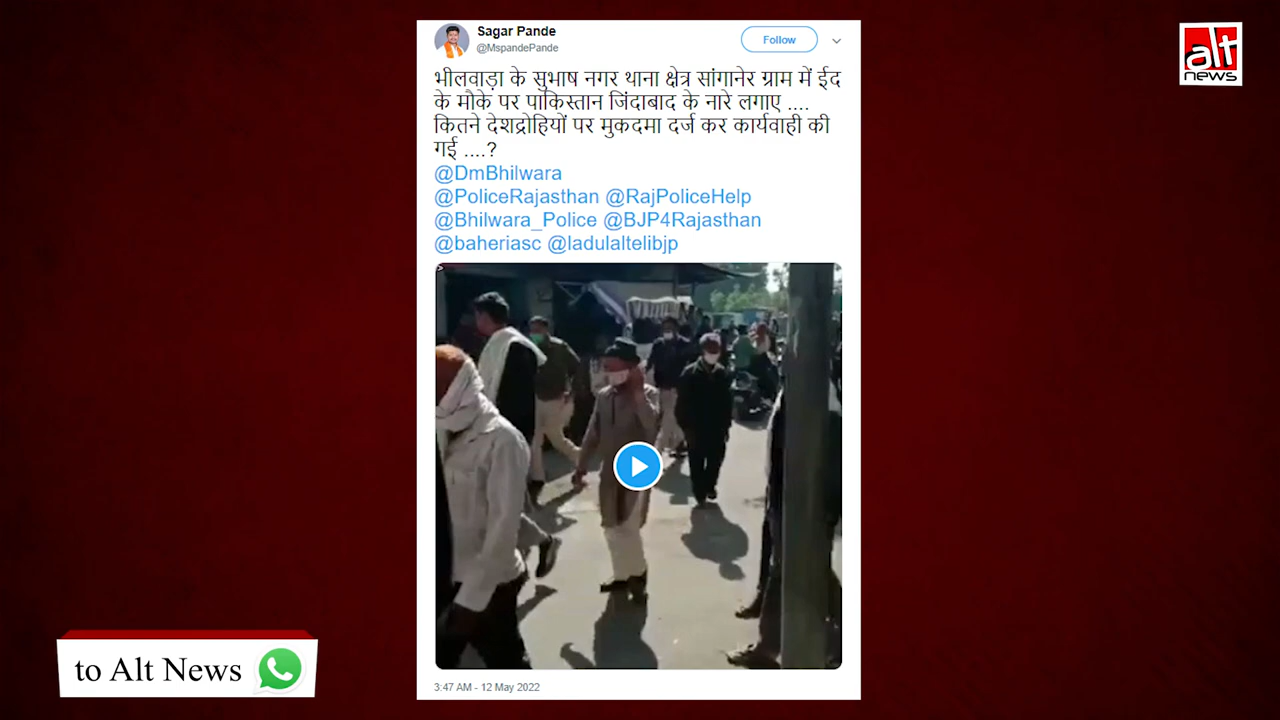 Sagar Pande
@MspandePande
Follow
भीलवाड़ा के सुभाष नगर थाना क्षेत्र सांगानेर ग्राम में ईद
के मौके पर पाकिस्तान जिंदाबाद के नारे लगाए ....
कितने देशद्रोहियों पर मुकदमा दर्ज कर कार्यवाही की
गई ....?
@DmBhilwara
@PoliceRajasthan @RajPoliceHelp
@Bhilwara_Police @BJP4Rajasthan
@baheriasc @ladulaltelibjp
3:47 AM - 12 May 2022
alt
news
to Alt News